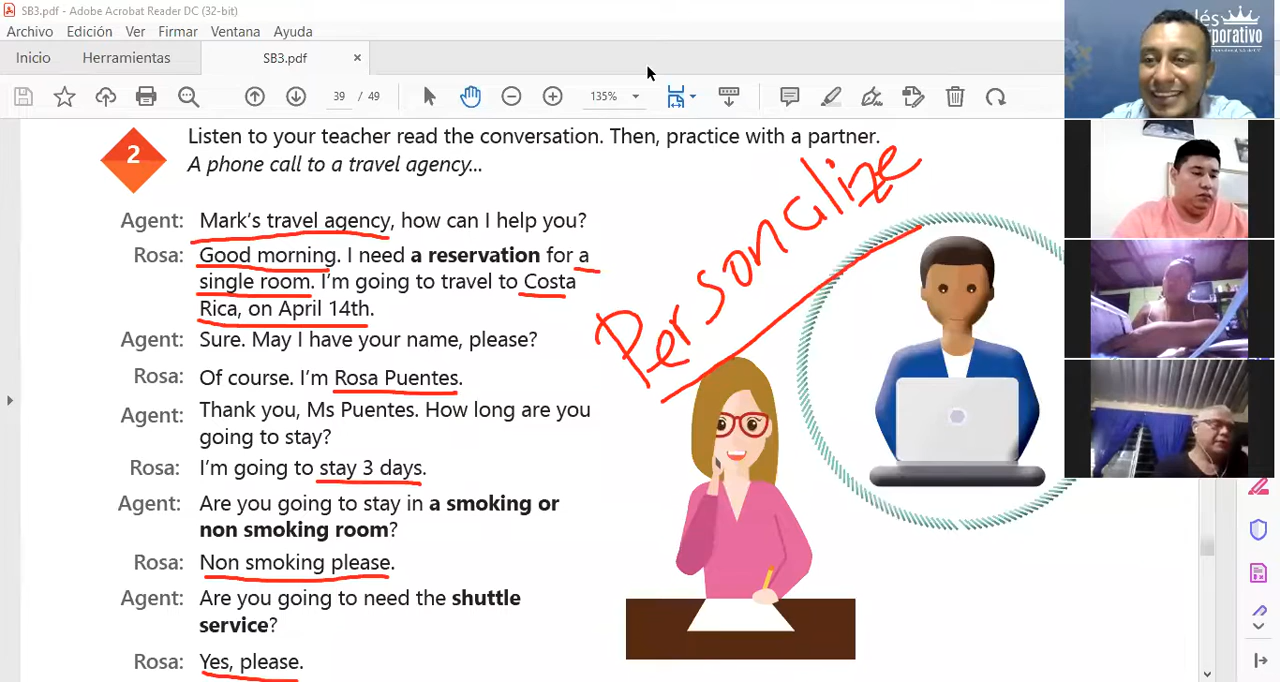 SB3.pdf - Adobe Acrobat Reader DC (32-bit)
Archivo Edición Ver Firmar Ventana Ayuda
Inicio Herramientas SB3.pdf ×
39 / 49 135%
2 Listen to your teacher read the conversation. Then, practice with a partner.
A phone call to a travel agency...
Agent: Mark's travel agency, how can I help you?
Rosa: Good morning. I need a reservation for a
single room. I'm going to travel to Costa
Rica, on April 14th.
Agent: Sure. May I have your name, please?
Rosa: Of course. I'm Rosa Puentes.
Agent: Thank you, Ms Puentes. How long are you
going to stay?
Rosa: I'm going to stay 3 days.
Agent: Are you going to stay in a smoking or
non smoking room?
Rosa: Non smoking please.
Agent: Are you going to need the shuttle
service?
Rosa: Yes, please.
Personalize